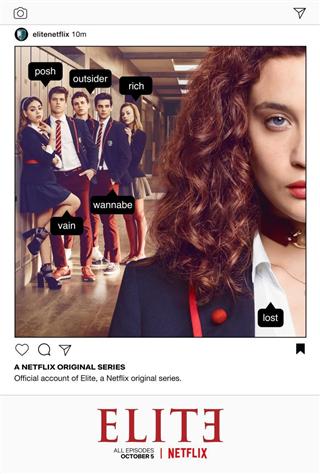 elitenetflix 10m
posh
outsider
rich
wannabe
vain
lost
A NETFLIX ORIGINAL SERIES
Official account of Elite, a Netflix original series.
ELITE
ALL EPISODES
OCTOBER 5
NETFLIX